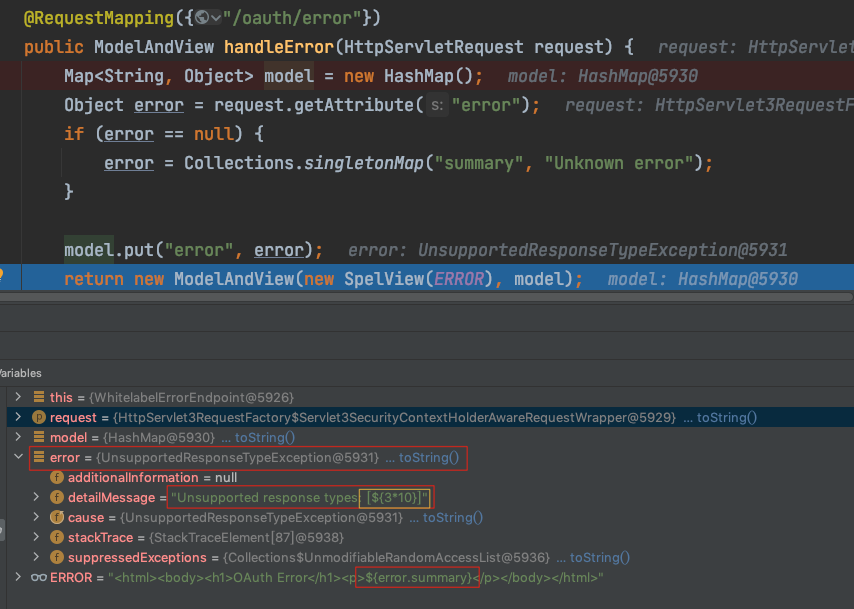 @RequestMapping({"/oauth/error"})
public ModelAndView handleError(HttpServletRequest request) {  request: HttpServlet
Map<String, Object> model = new HashMap();  model: HashMap@5930
Object error = request.getAttribute( s: "error");  request: HttpServlet3RequestF
if (error == null) {
error = Collections.singletonMap("summary", "Unknown error");
}
model.put("error", error);  error: UnsupportedResponseTypeException@5931
return new ModelAndView(new SpelView(ERROR), model);  model: HashMap@5930
Variables
this = {WhitelabelErrorEndpoint@5926}
p request = {HttpServlet3RequestFactory$Servlet3SecurityContextHolderAwareRequestWrapper@5929} ... toString()
model = {HashMap@5930} ... toString()
error = {UnsupportedResponseTypeException@5931} ... toString()
f additionalInformation = null
f detailMessage = "Unsupported response types: [${3*10}]"
f cause = {UnsupportedResponseTypeException@5931} ... toString()
f stackTrace = {StackTraceElement[87]@5938}
f suppressedExceptions = {Collections$UnmodifiableRandomAccessList@5936} ... toString()
ERROR = "<html><body><h1>OAuth Error</h1><p>${error.summary}</p></body></html>"